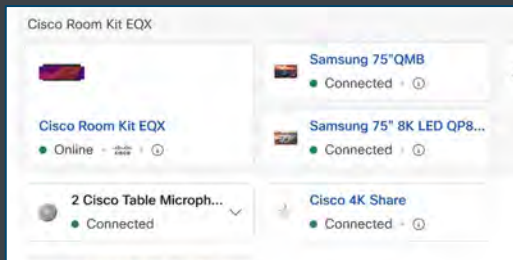 Cisco Room Kit EQX
Samsung 75"QMB
Connected
Cisco Room Kit EQX
Online
Samsung 75" 8K LED QP8...
Connected
2 Cisco Table Microph...
Connected
Cisco 4K Share
Connected